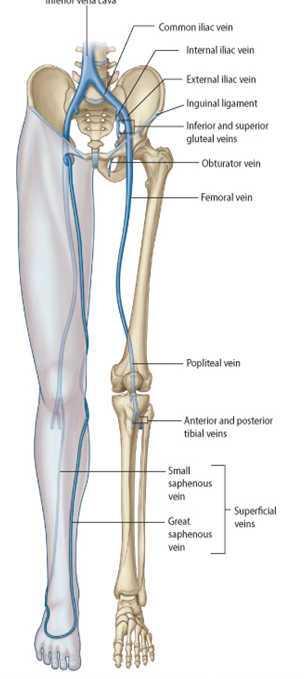 Inferior vena cava
Common iliac vein
Internal iliac vein
External iliac vein
Inguinal ligament
Inferior and superior
gluteal veins
Obturator vein
Femoral vein
Popliteal vein
Anterior and posterior
tibial veins
Small
saphenous
vein
Superficial
veins
Great
saphenous
vein